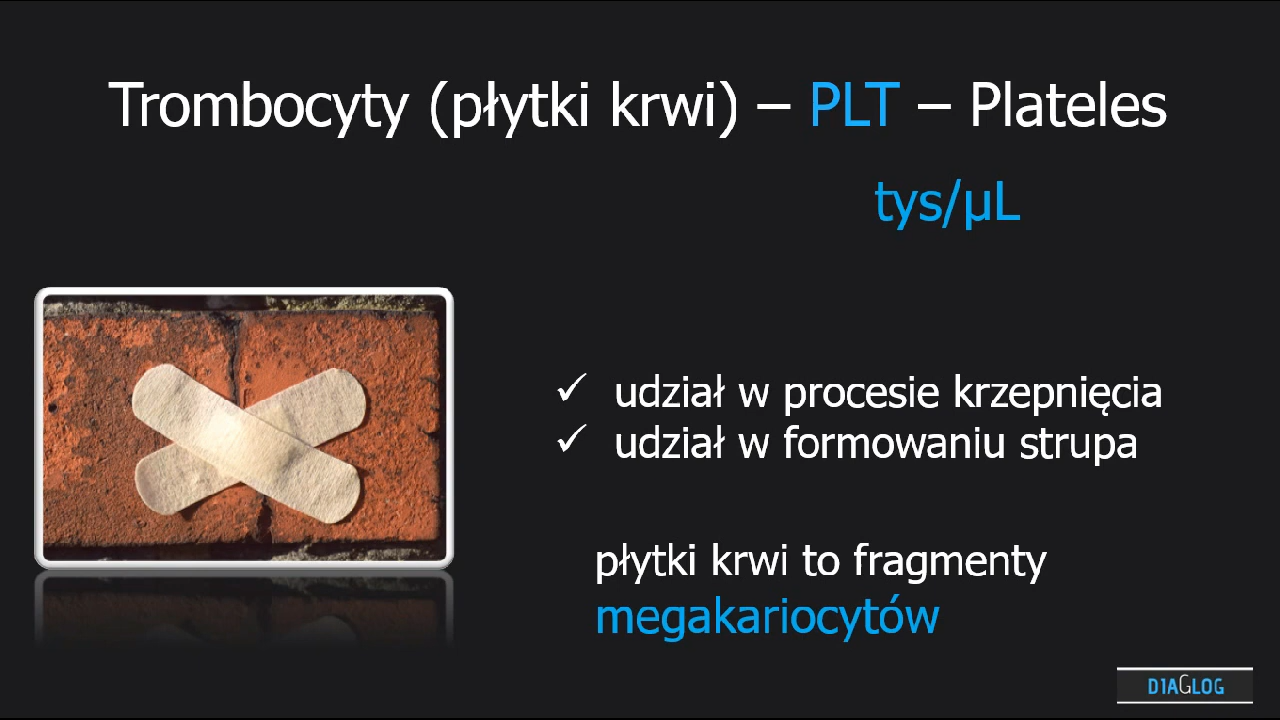 Trombocyty (płytki krwi) – PLT – Plateles
tys/µL
✓ udział w procesie krzepnięcia
✓ udział w formowaniu strupa
płytki krwi to fragmenty
megakariocytów
DIAGLOG